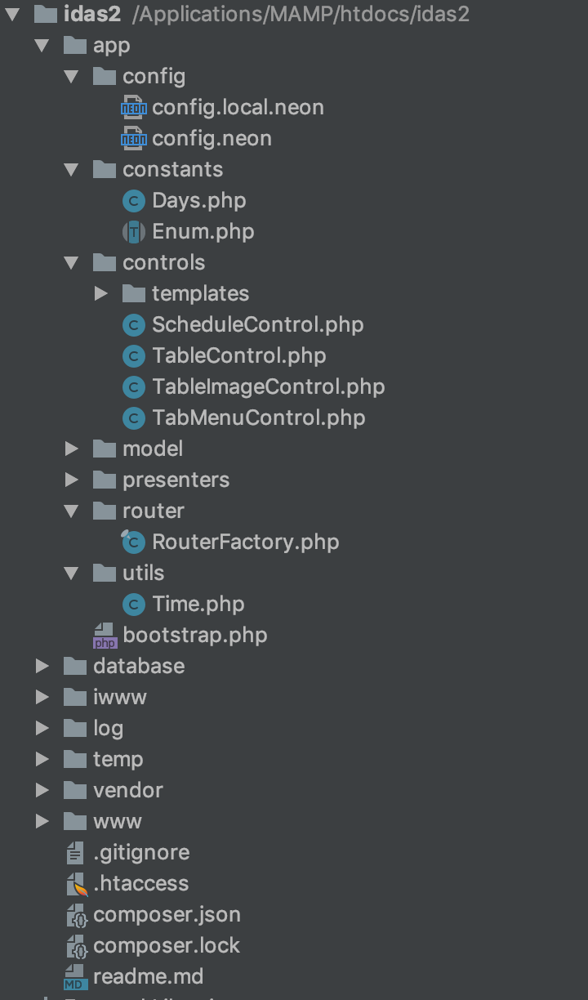 idas2 /Applications/MAMP/htdocs/idas2
app
config
config.local.neon
config.neon
constants
Days.php
Enum.php
controls
templates
ScheduleControl.php
TableControl.php
TableImageControl.php
TabMenuControl.php
model
presenters
router
RouterFactory.php
utils
Time.php
bootstrap.php
database
iwww
log
temp
vendor
www
.gitignore
.htaccess
composer.json
composer.lock
readme.md